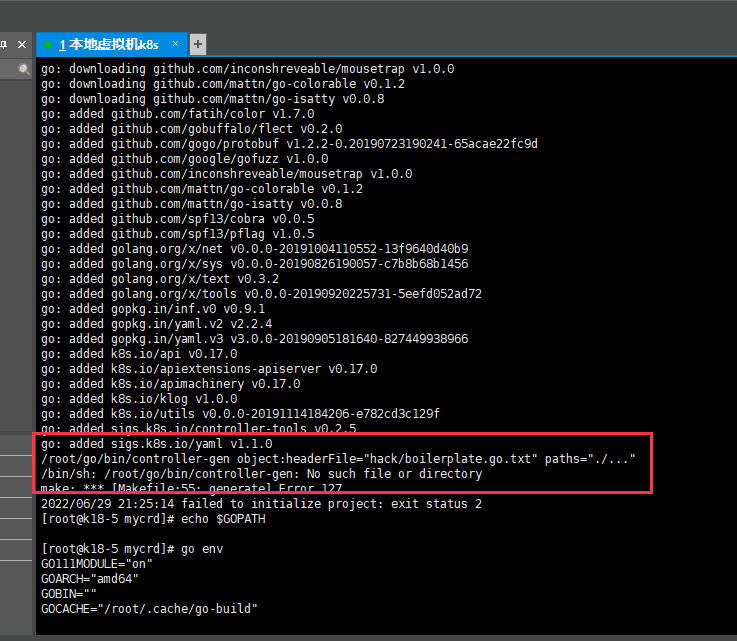 1 本地虚拟机k8s × +
go: downloading github.com/inconshreveable/mousetrap v1.0.0
go: downloading github.com/mattn/go-colorable v0.1.2
go: downloading github.com/mattn/go-isatty v0.0.8
go: added github.com/fatih/color v1.7.0
go: added github.com/gobuffalo/flect v0.2.0
go: added github.com/gogo/protobuf v1.2.2-0.20190723190241-65acae22fc9d
go: added github.com/google/gofuzz v1.0.0
go: added github.com/inconshreveable/mousetrap v1.0.0
go: added github.com/mattn/go-colorable v0.1.2
go: added github.com/mattn/go-isatty v0.0.8
go: added github.com/spf13/cobra v0.0.5
go: added github.com/spf13/pflag v1.0.5
go: added golang.org/x/net v0.0.0-20191004110552-13f9640d40b9
go: added golang.org/x/sys v0.0.0-20190826190057-c7b8b68b1456
go: added golang.org/x/text v0.3.2
go: added golang.org/x/tools v0.0.0-20190920225731-5eefd052ad72
go: added gopkg.in/inf.v0 v0.9.1
go: added gopkg.in/yaml.v2 v2.2.4
go: added gopkg.in/yaml.v3 v3.0.0-20190905181640-827449938966
go: added k8s.io/api v0.17.0
go: added k8s.io/apiextensions-apiserver v0.17.0
go: added k8s.io/apimachinery v0.17.0
go: added k8s.io/klog v1.0.0
go: added k8s.io/utils v0.0.0-20191114184206-e782cd3c129f
go: added sigs.k8s.io/controller-tools v0.2.5
go: added sigs.k8s.io/yaml v1.1.0
/root/go/bin/controller-gen object:headerFile="hack/boilerplate.go.txt" paths="./..."
/bin/sh: /root/go/bin/controller-gen: No such file or directory
make: *** [Makefile:55: generate] Error 127
2022/06/29 21:25:14 failed to initialize project: exit status 2
[root@k18-5 mycrd]# echo $GOPATH
[root@k18-5 mycrd]# go env
GO111MODULE="on"
GOARCH="amd64"
GOBIN=""
GOCACHE="/root/.cache/go-build"